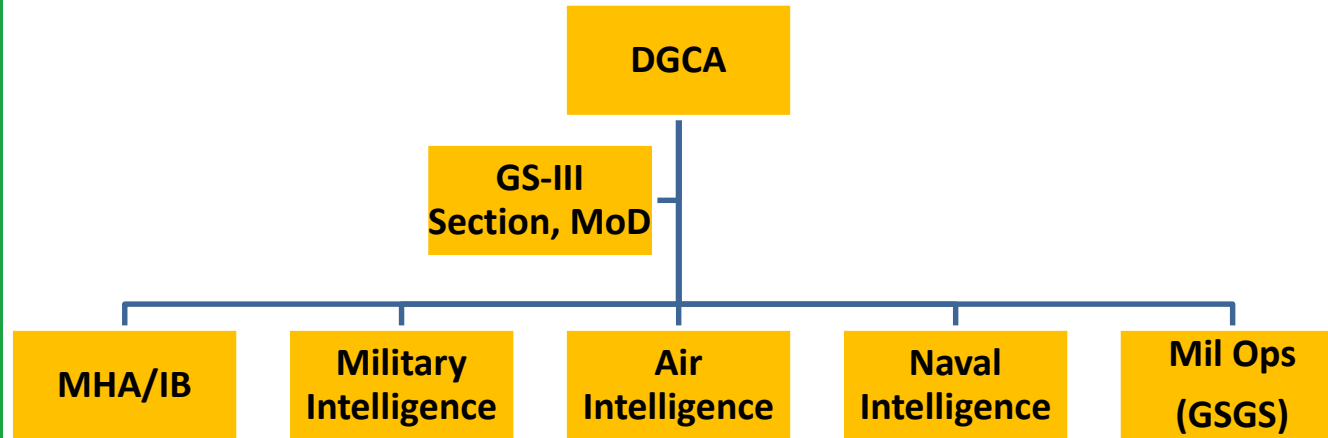 DGCA
GS-III
Section, MoD
MHA/IB
Military
Intelligence
Air
Intelligence
Naval
Intelligence
Mil Ops
(GSGS)